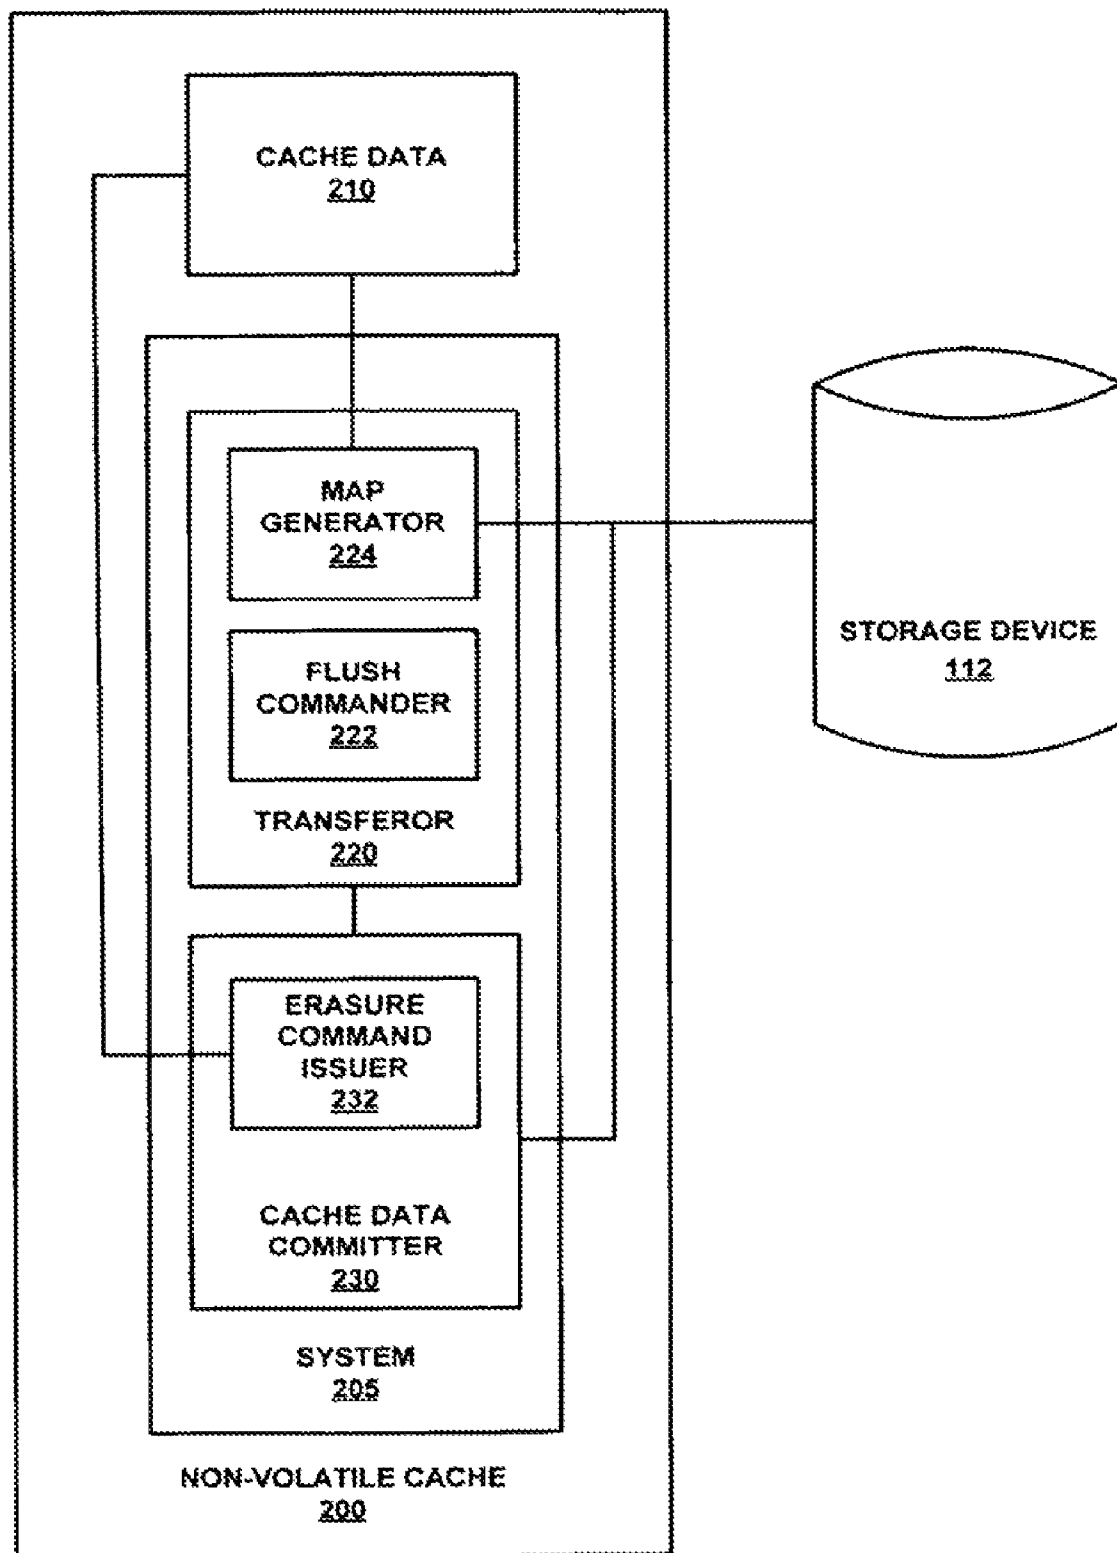 CACHE DATA
210
MAP
GENERATOR
224
FLUSH
COMMANDER
222
TRANSFEROR
220
STORAGE DEVICE
112
ERASURE
COMMAND
ISSUER
232
CACHE DATA
COMMITTER
230
SYSTEM
205
NON-VOLATILE CACHE
200